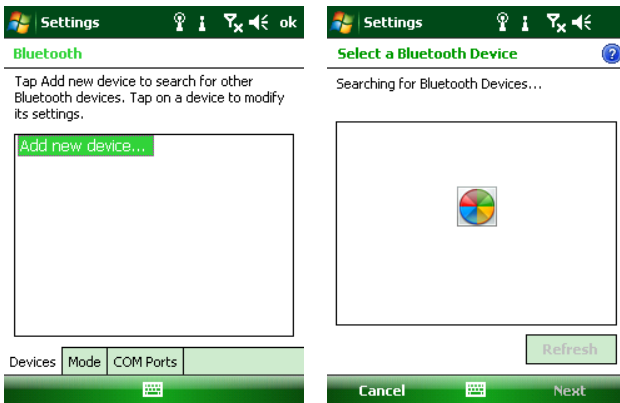 Settings ok
Bluetooth
Tap Add new device to search for other
Bluetooth devices. Tap on a device to modify
its settings.
Add new device...
Devices Mode COM Ports
Settings
Select a Bluetooth Device ?
Searching for Bluetooth Devices...
Refresh
Cancel Next